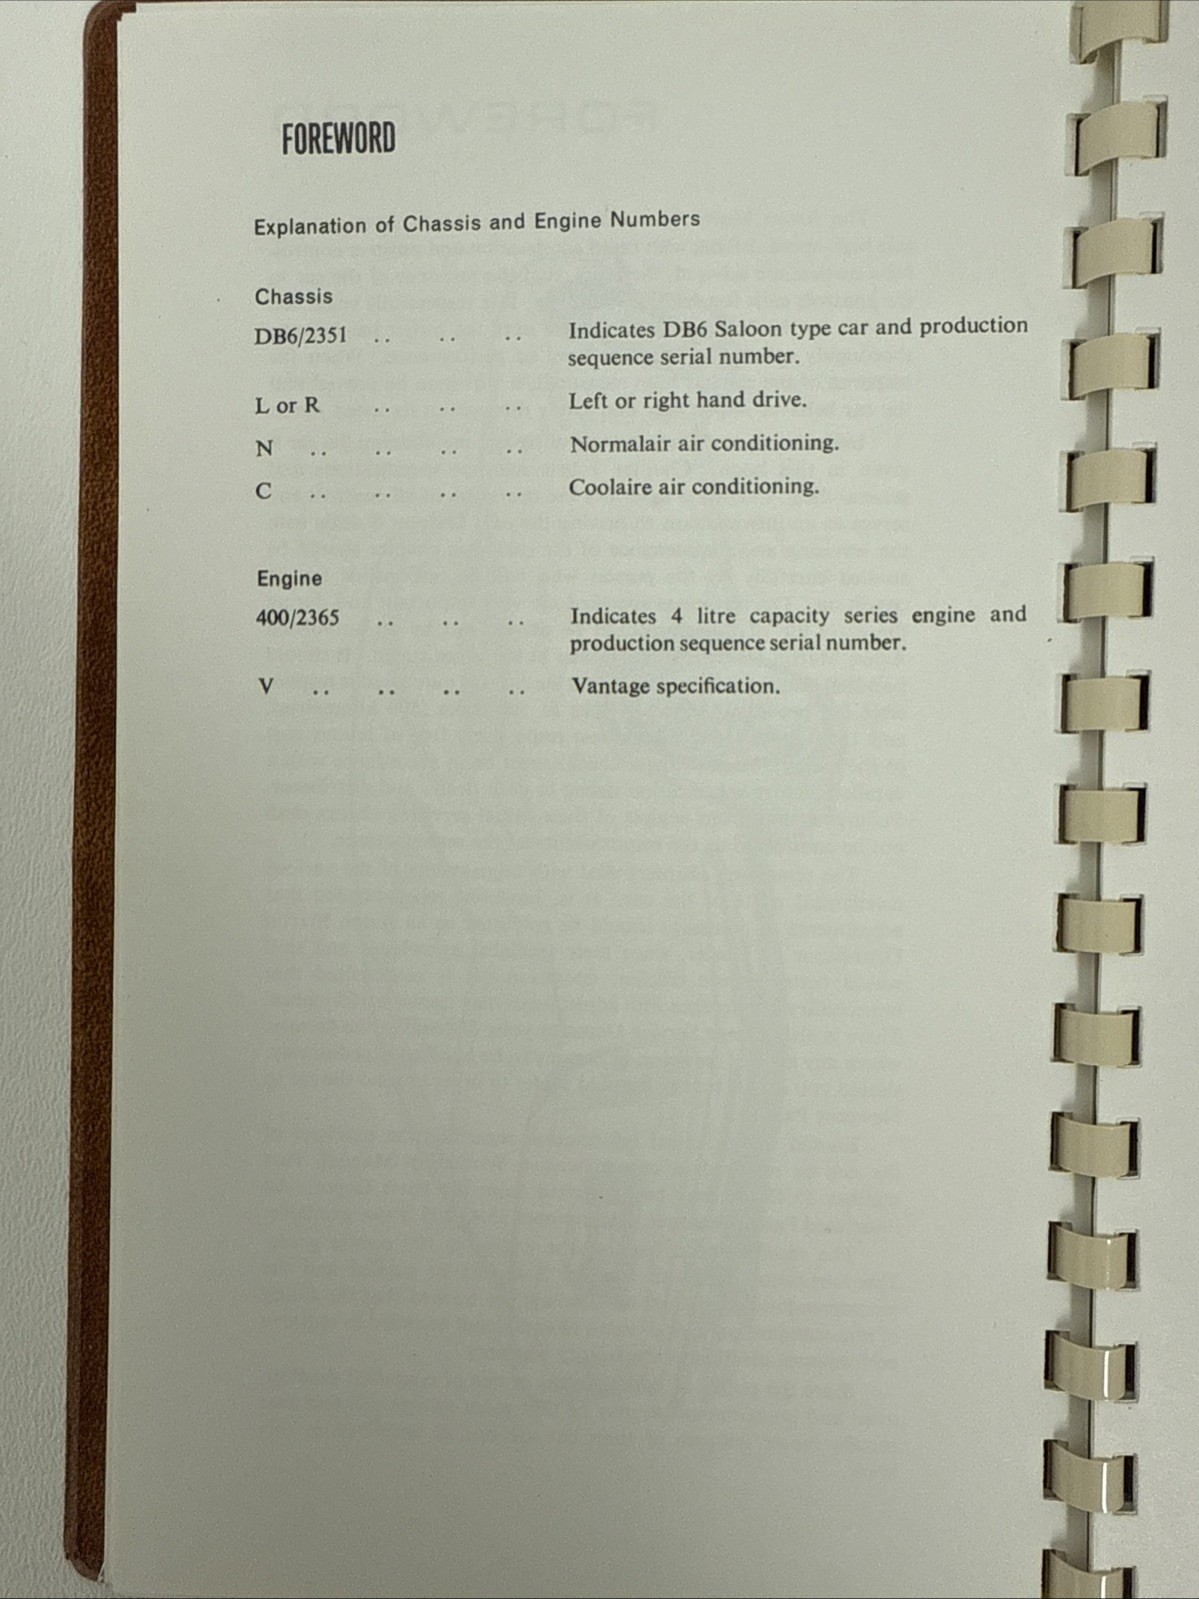 FOREWORD
Explanation of Chassis and Engine Numbers
Chassis
DB6/2351 .. .. .. Indicates DB6 Saloon type car and production
sequence serial number.
L or R .. .. .. Left or right hand drive.
N .. .. .. .. Normalair air conditioning.
C .. .. .. .. Coolaire air conditioning.
Engine
400/2365 .. .. .. Indicates 4 litre capacity series engine and
production sequence serial number.
V .. .. .. .. Vantage specification.